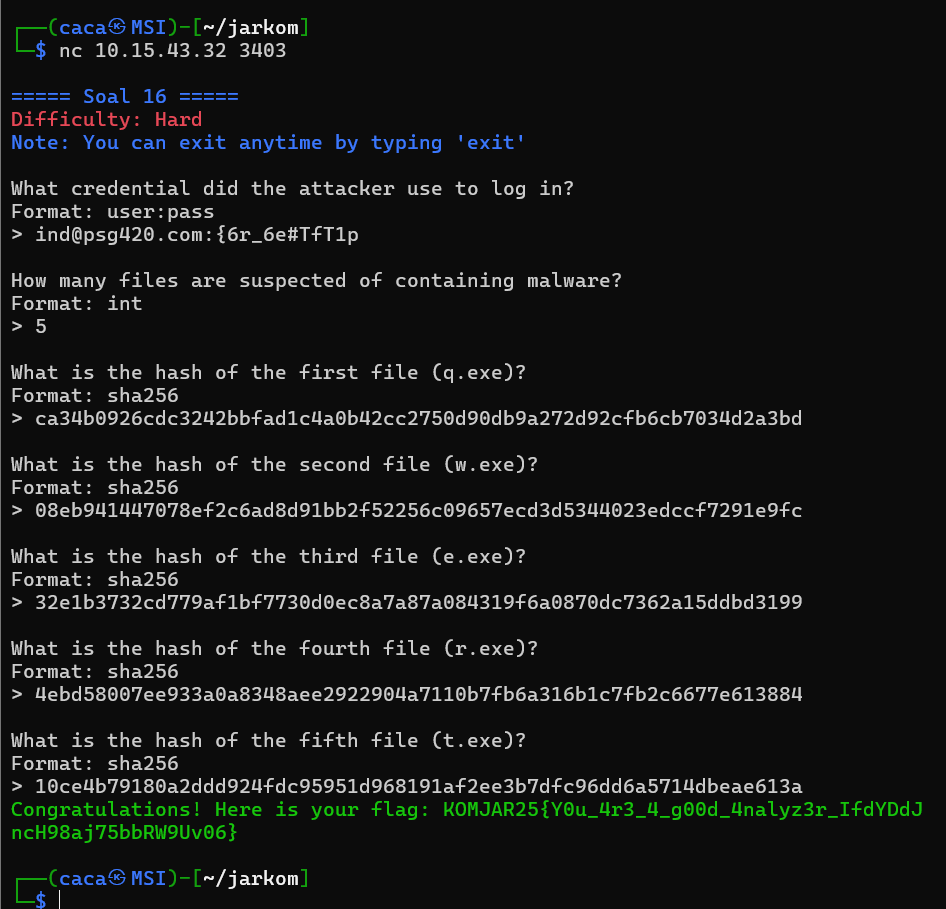 ┌──(caca㉿MSI)-[~/jarkom]
└─$ nc 10.15.43.32 3403
===== Soal 16 =====
Difficulty: Hard
Note: You can exit anytime by typing 'exit'
What credential did the attacker use to log in?
Format: user:pass
> ind@psg420.com:{6r_6e#TfT1p
How many files are suspected of containing malware?
Format: int
> 5
What is the hash of the first file (q.exe)?
Format: sha256
> ca34b0926cdc3242bbfad1c4a0b42cc2750d90db9a272d92cfb6cb7034d2a3bd
What is the hash of the second file (w.exe)?
Format: sha256
> 08eb941447078ef2c6ad8d91bb2f52256c09657ecd3d5344023edccf7291e9fc
What is the hash of the third file (e.exe)?
Format: sha256
> 32e1b3732cd779af1bf7730d0ec8a7a87a084319f6a0870dc7362a15ddbd3199
What is the hash of the fourth file (r.exe)?
Format: sha256
> 4ebd58007ee933a0a8348aee2922904a7110b7fb6a316b1c7fb2c6677e613884
What is the hash of the fifth file (t.exe)?
Format: sha256
> 10ce4b79180a2ddd924fdc95951d968191af2ee3b7dfc96dd6a5714dbeae613a
Congratulations! Here is your flag: KOMJAR25{Y0u_4r3_4_g00d_4nalyz3r_IfdYDdJ
ncH98aj75bbRW9Uv06}
┌──(caca㉿MSI)-[~/jarkom]
└─$